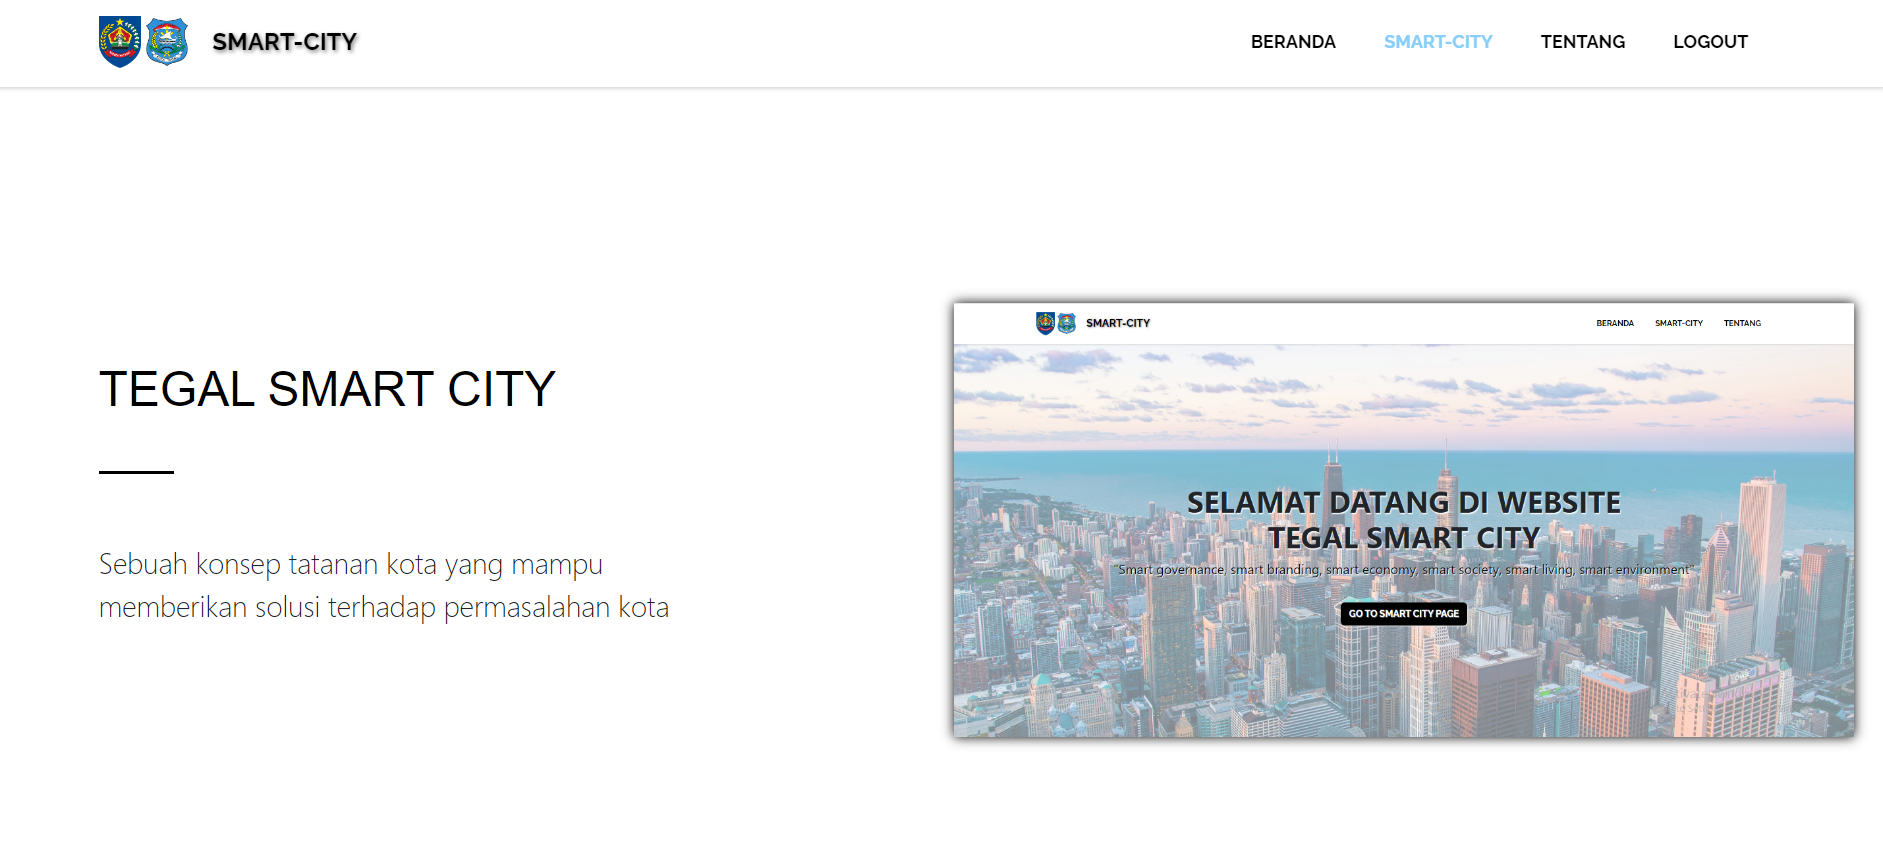 SMART-CITY
BERANDA
SMART-CITY
TENTANG
LOGOUT
TEGAL SMART CITY
Sebuah konsep tatanan kota yang mampu
memberikan solusi terhadap permasalahan kota
SMART-CITY
BERANDA
SMART-CITY
TENTANG
SELAMAT DATANG DI WEBSITE
TEGAL SMART CITY
"Smart governance, smart branding, smart economy, smart society, smart living, smart environment"
GO TO SMART CITY PAGE